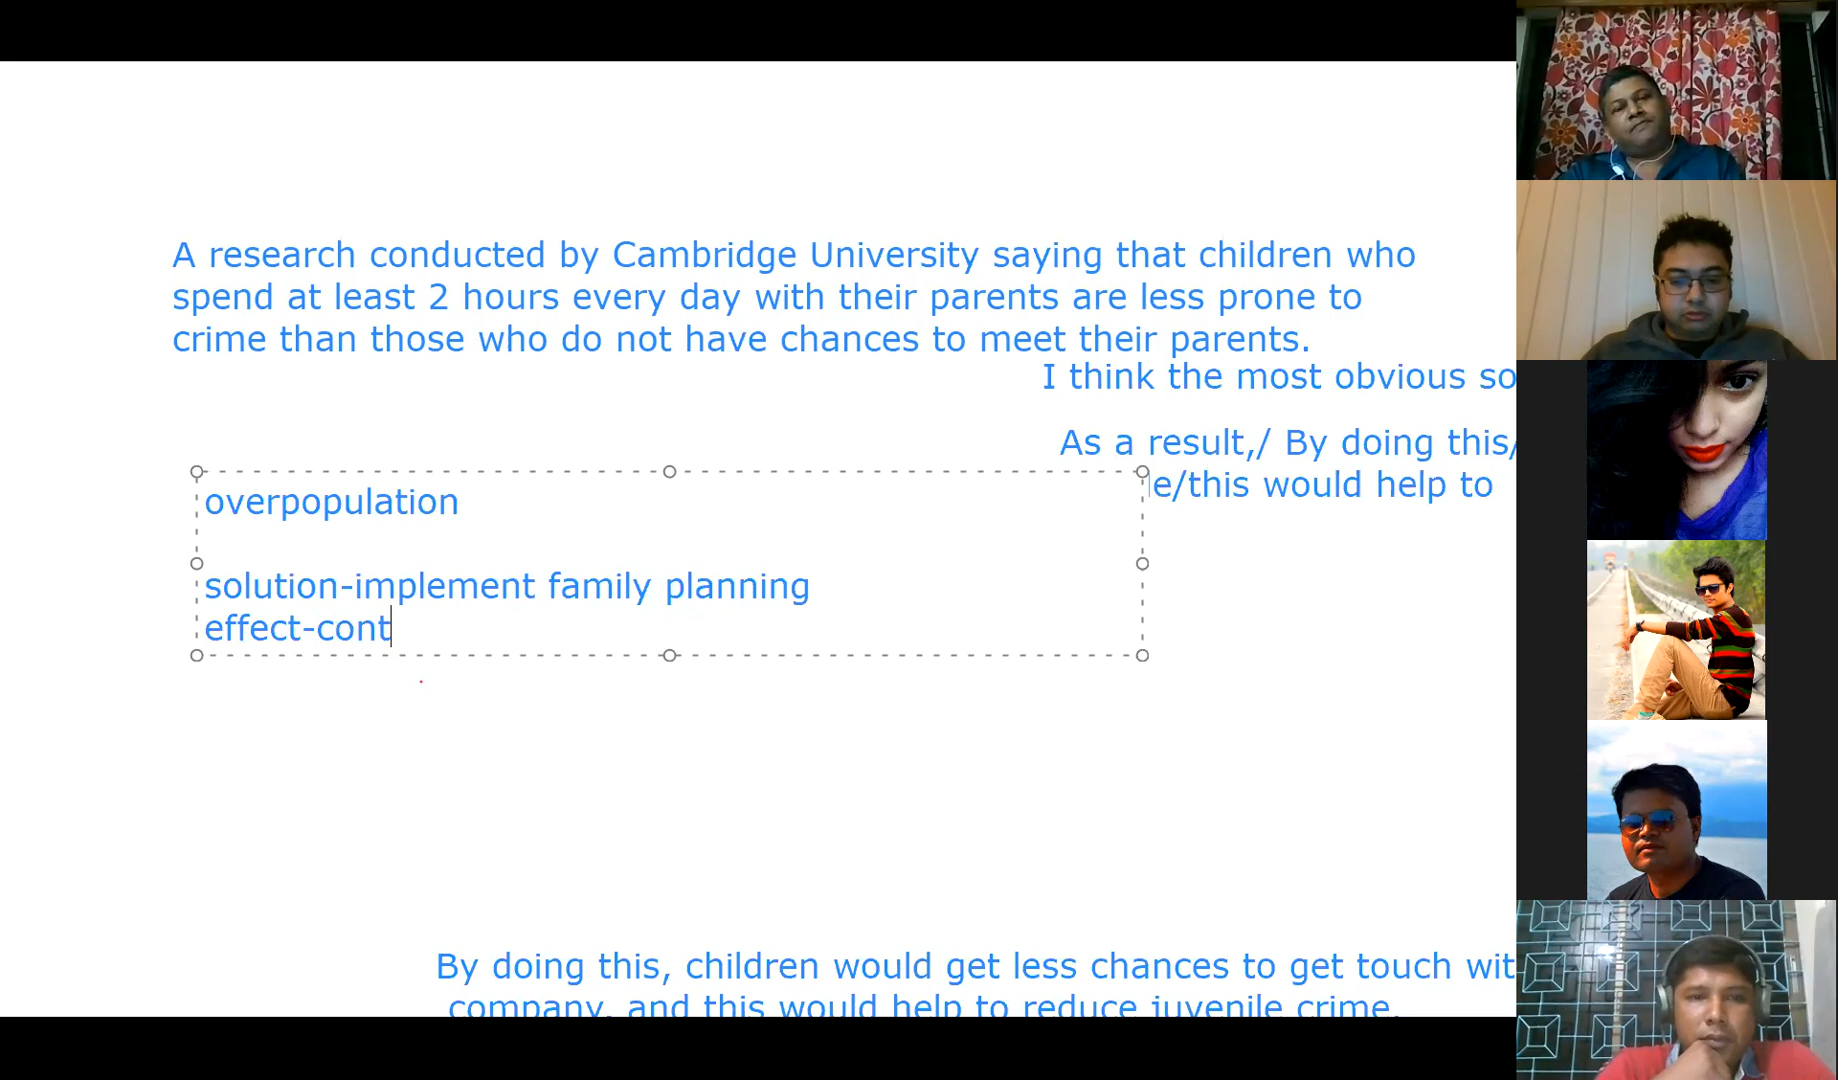 A research conducted by Cambridge University saying that children who
spend at least 2 hours every day with their parents are less prone to
crime than those who do not have chances to meet their parents.
I think the most obvious so
As a result,/ By doing this/
e/this would help to
overpopulation
solution-implement family planning
effect-cont
By doing this, children would get less chances to get touch wit
company, and this would help to reduce juvenile crime.